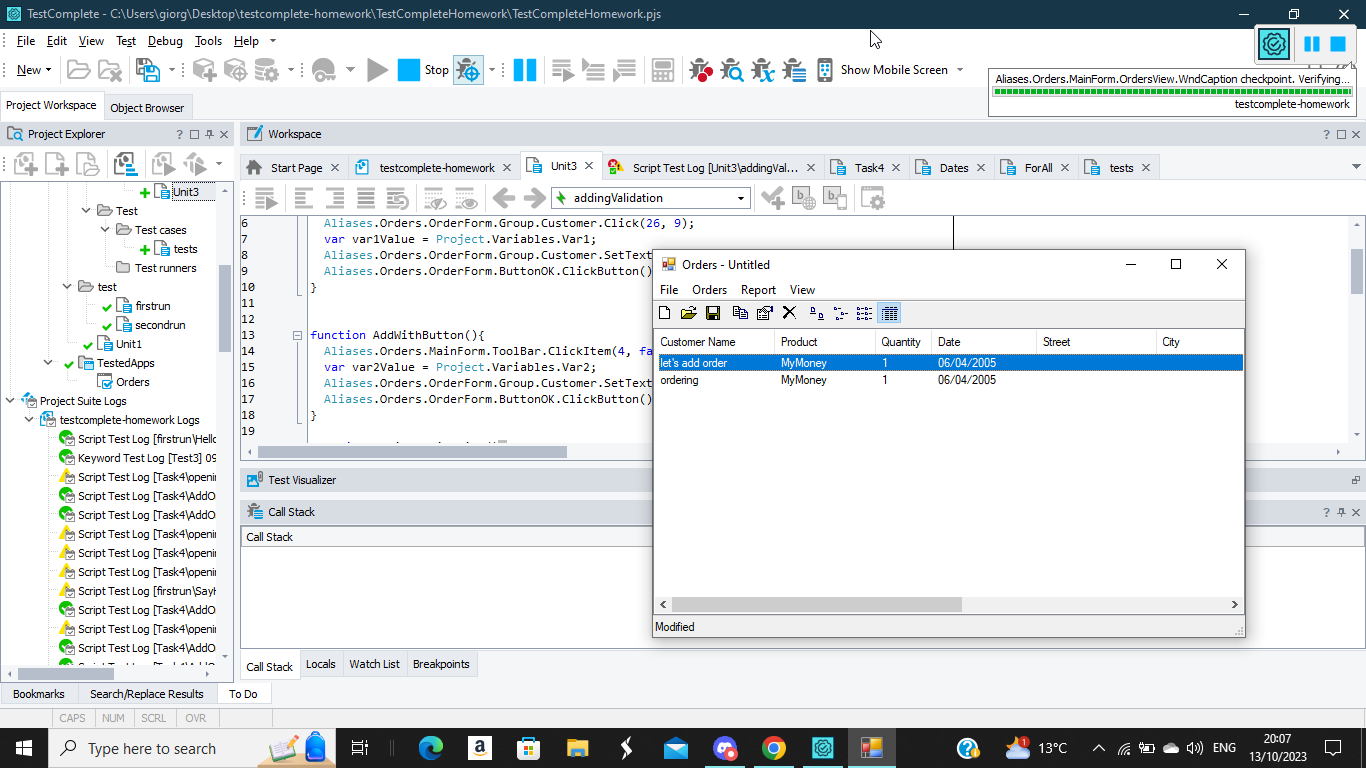 TestComplete - C:\Users\giorg\Desktop\testcomplete-homework\TestCompleteHomework\TestCompleteHomework.pjs
File Edit View Test Debug Tools Help
New Stop Show Mobile Screen
Aliases.Orders.MainForm.OrdersView.WndCaption checkpoint. Verifying...
testcomplete-homework
Project Workspace Object Browser
Project Explorer
Workspace
Start Page testcomplete-homework Unit3 Script Test Log [Unit3\addingVal... Task4 Dates ForAll tests
addingValidation
Unit3
Test
Test cases
tests
Test runners
test
firstrun
secondrun
Unit1
TestedApps
Orders
Project Suite Logs
testcomplete-homework Logs
Script Test Log [firstrun\Hello
Keyword Test Log [Test3] 09
Script Test Log [Task4\openi
Script Test Log [Task4\AddO
Script Test Log [Task4\AddO
Script Test Log [Task4\openi
Script Test Log [Task4\openi
Script Test Log [Task4\openi
Script Test Log [firstrun\SayH
Script Test Log [Task4\AddO
Script Test Log [Task4\openi
Script Test Log [Task4\AddO
6 Aliases.Orders.OrderForm.Group.Customer.Click(26, 9);
7 var var1Value = Project.Variables.Var1;
8 Aliases.Orders.OrderForm.Group.Customer.SetText
9 Aliases.Orders.OrderForm.ButtonOK.ClickButton()
10 }
11
12
13 function AddWithButton(){
14 Aliases.Orders.MainForm.ToolBar.ClickItem(4, fa
15 var var2Value = Project.Variables.Var2;
16 Aliases.Orders.OrderForm.Group.Customer.SetText
17 Aliases.Orders.OrderForm.ButtonOK.ClickButton()
18 }
19
Orders - Untitled
File Orders Report View
Customer Name Product Quantity Date Street City
let's add order MyMoney 1 06/04/2005
ordering MyMoney 1 06/04/2005
Modified
Test Visualizer
Call Stack
Call Stack
Call Stack Locals Watch List Breakpoints
Bookmarks Search/Replace Results To Do
CAPS NUM SCRL OVR
Type here to search
13°C
ENG
20:07
13/10/2023